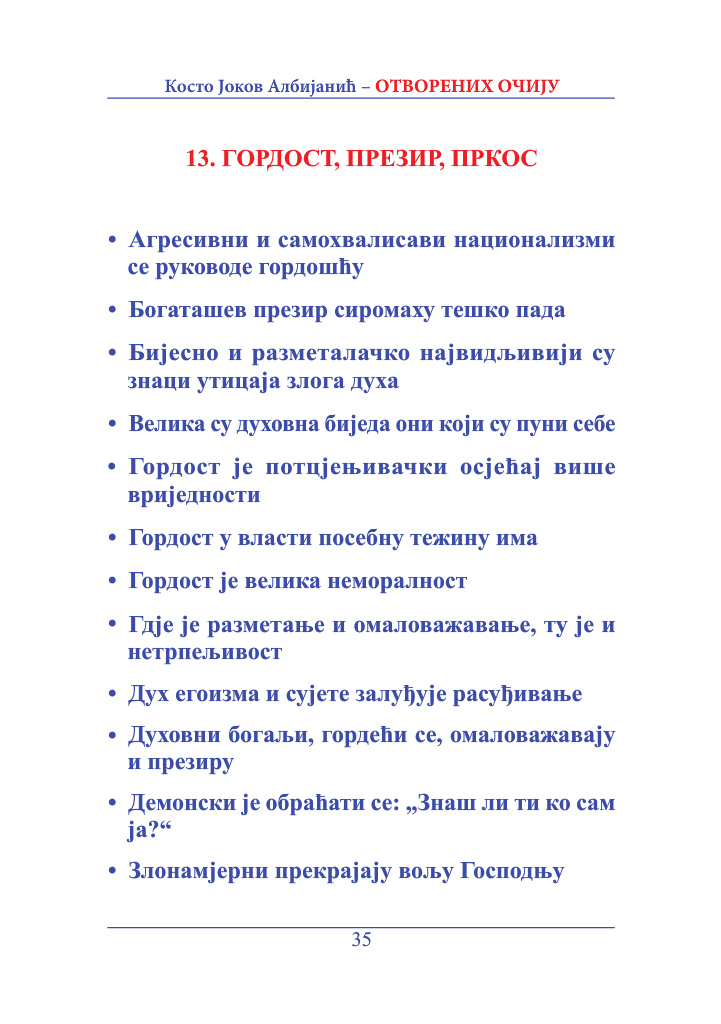 Косто Јоков Албијанић – ОТВОРЕНИХ ОЧИЈУ
13. ГОРДОСТ, ПРЕЗИР, ПРКОС
• Агресивни и самохвалисави национализми
се руководе гордошћу
• Богаташев презир сиромаху тешко пада
• Бијесно и разметалачко највидљивији су
знаци утицаја злога духа
• Велика су духовна биједа они који су пуни себе
• Гордост је потцјењивачки осјећај више
вриједности
• Гордост у власти посебну тежину има
• Гордост је велика неморалност
• Гдје је разметање и омаловажавање, ту је и
нетрпељивост
• Дух егоизма и сујете залуђује расуђивање
• Духовни богаљи, гордећи се, омаловажавају
и презиру
• Демонски је обраћати се: „Знаш ли ти ко сам
ја?“
• Злонамјерни прекрајају вољу Господњу
35